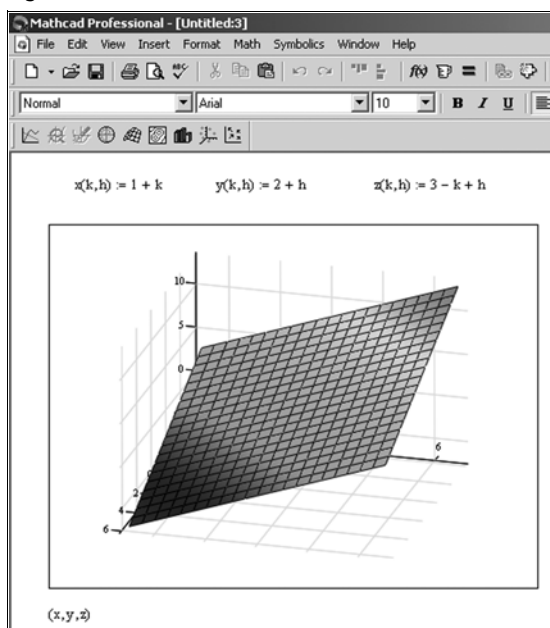 Mathcad Professional - [Untitled:3]
File Edit View Insert Format Math Symbolics Window Help
Normal Arial 10 B I U
x(k,h) := 1 + k y(k,h) := 2 + h z(k,h) := 3 - k + h
10
5
0
6
2
4
6
(x,y,z)